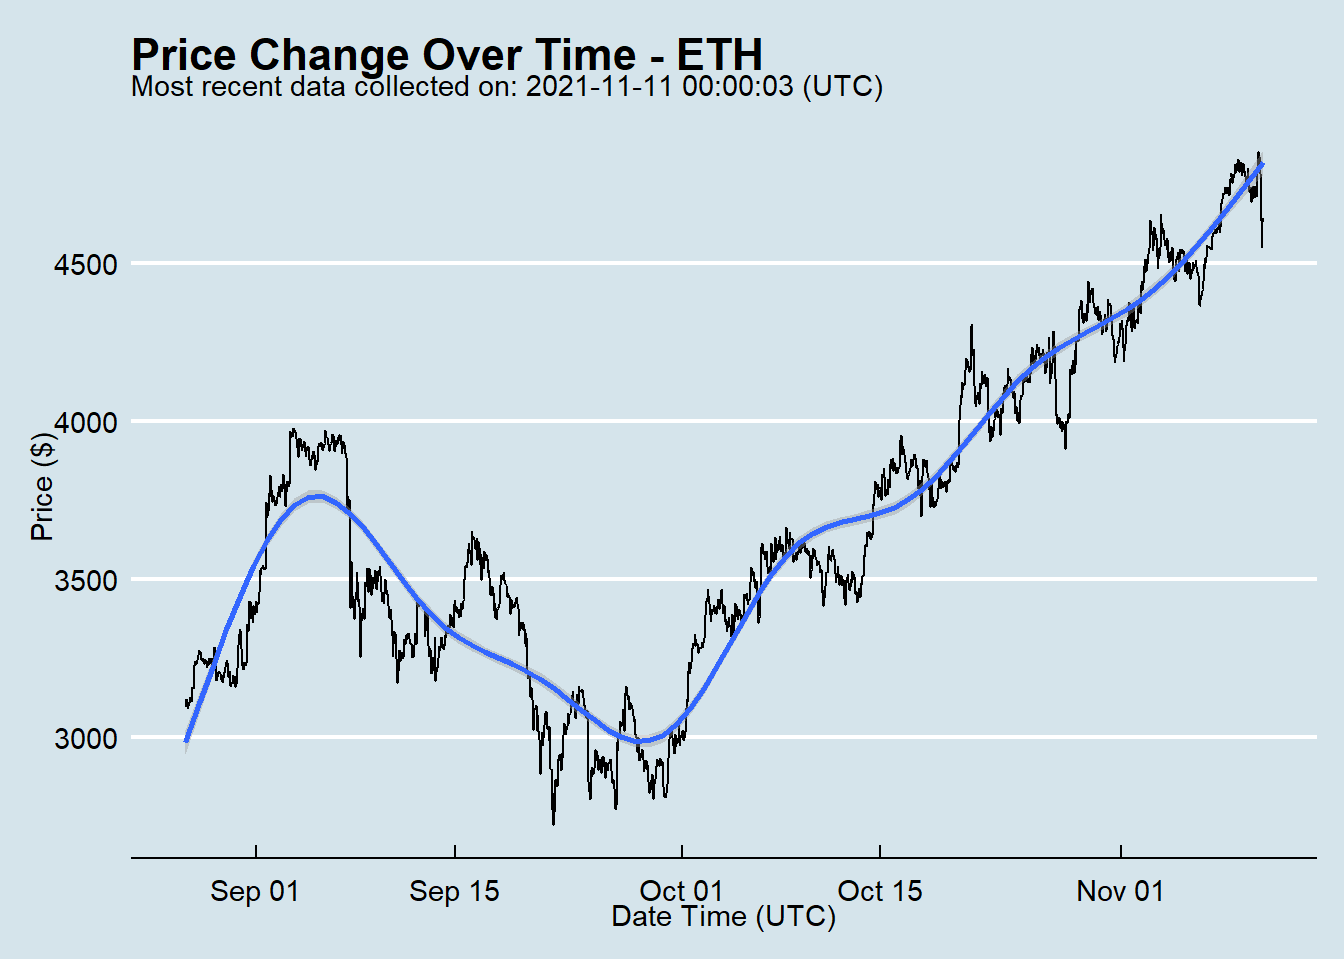 Price Change Over Time - ETH
Most recent data collected on: 2021-11-11 00:00:03 (UTC)
Price ($)
4500
4000
3500
3000
Sep 01 Sep 15 Oct 01 Oct 15 Nov 01
Date Time (UTC)